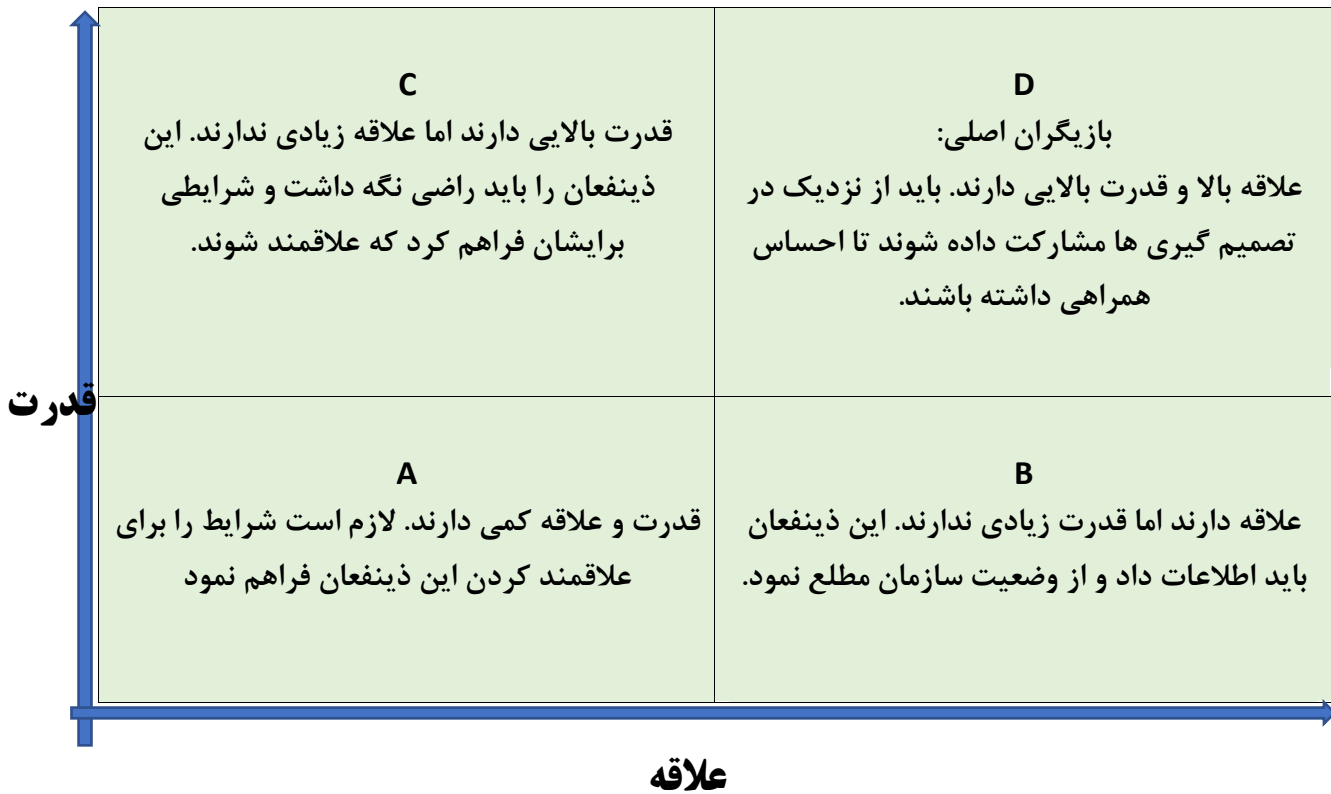 C
قدرت بالایی دارند اما علاقه زیادی ندارند. این
ذینفعان را باید راضی نگه داشت و شرایطی
برایشان فراهم کرد که علاقمند شوند.
D
بازیگران اصلی:
علاقه بالا و قدرت بالایی دارند. باید از نزدیک در
تصمیم گیری ها مشارکت داده شوند تا احساس
همراهی داشته باشند.
قدرت
A
قدرت و علاقه کمی دارند. لازم است شرایط را برای
علاقمند کردن این ذینفعان فراهم نمود
B
علاقه دارند اما قدرت زیادی ندارند. این ذینفعان
باید اطلاعات داد و از وضعیت سازمان مطلع نمود.
علاقه